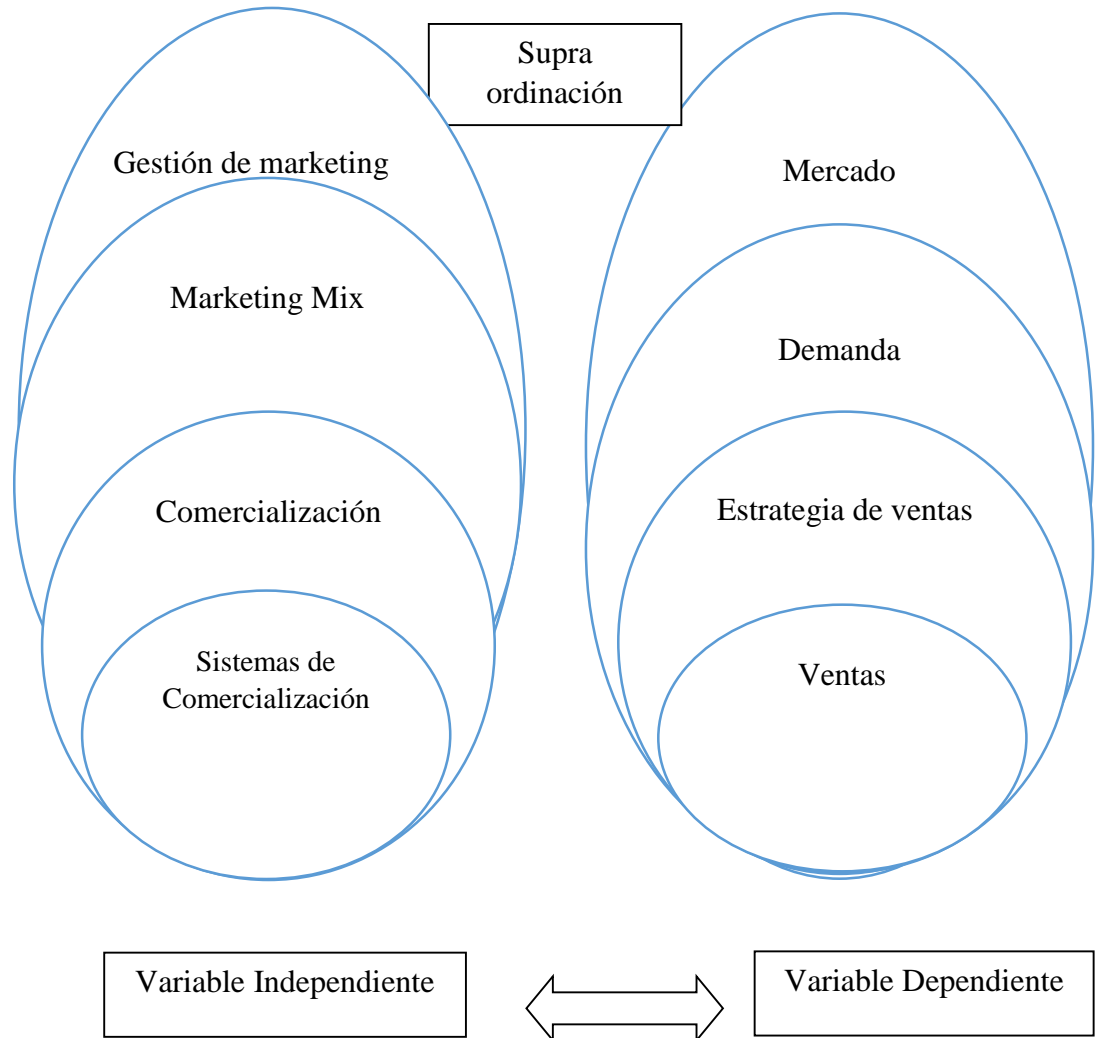 Supra
ordinación
Gestión de marketing
Mercado
Marketing Mix
Demanda
Comercialización
Estrategia de ventas
Sistemas de
Comercialización
Ventas
Variable Independiente
Variable Dependiente